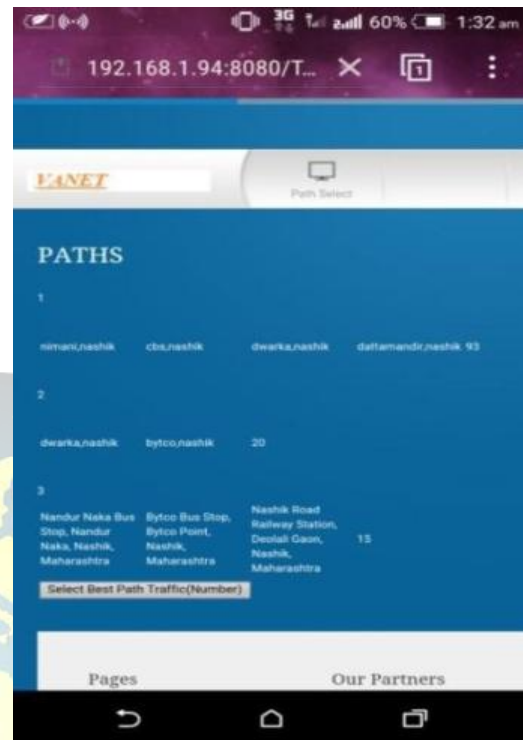 3G 60% 1:32 am
192.168.1.94:8080/T...
1
VANET
Path Select
PATHS
1
nimani,nashik cbs,nashik dwarka,nashik dattamandir,nashik 93
2
dwarka,nashik bytco,nashik 20
3
Nandur Naka Bus Stop, Nandur Naka, Nashik, Maharashtra
Bytco Bus Stop, Bytco Point, Nashik, Maharashtra
Nashik Road Railway Station, Deolali Gaon, Nashik, Maharashtra
15
Select Best Path Traffic(Number)
Pages Our Partners